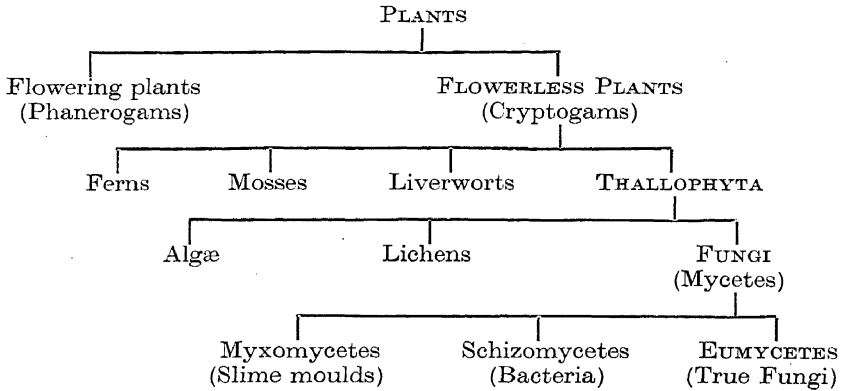 PLANTS
Flowering plants
(Phanerogams)
FLOWERLESS PLANTS
(Cryptogams)
Ferns Mosses Liverworts THALLOPHYTA
Algæ Lichens FUNGI
(Mycetes)
Myxomycetes
(Slime moulds)
Schizomycetes
(Bacteria)
EUMYCETES
(True Fungi)